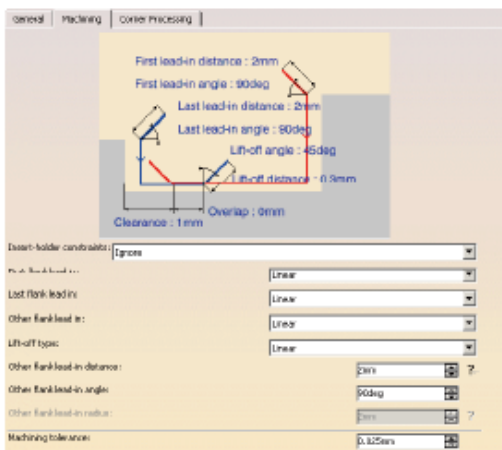 General Machining Corner Processing
First lead-in distance : 2mm
First lead-in angle : 90deg
Last lead-in distance : 2mm
Last lead-in angle : 90deg
Lift-off angle : 45deg
Lift-off distance : 0.3mm
Overlap : 0mm
Clearance : 1mm
Insert-holder constraints: Ignore
Linear
Last flank lead in: Linear
Other flank lead in: Linear
Lift-off type: Linear
Other flank lead-in distance: 2mm ?
Other flank lead-in angle: 90deg
Other flank lead-in radius: 2mm ?
Machining tolerance: 0.025mm